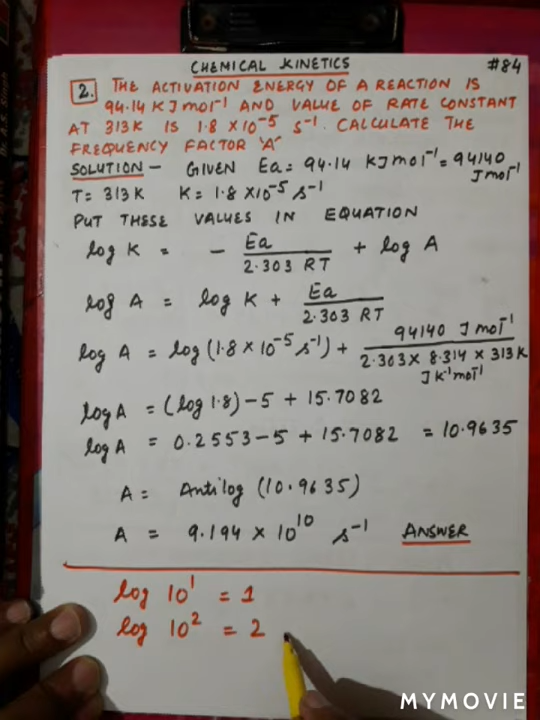 CHEMICAL KINETICS #84
2. THE ACTIVATION ENERGY OF A REACTION IS
94.14 KJ mol⁻¹ AND VALUE OF RATE CONSTANT
AT 313K IS 1.8 × 10⁻⁵ s⁻¹. CALCULATE THE
FREQUENCY FACTOR 'A'
SOLUTION — GIVEN Ea = 94.14 KJ mol⁻¹ = 94140 J mol⁻¹
T = 313K K = 1.8 × 10⁻⁵ s⁻¹
PUT THESE VALUES IN EQUATION
log K = - Ea / 2.303 RT + log A
log A = log K + Ea / 2.303 RT
log A = log (1.8 × 10⁻⁵ s⁻¹) + 94140 J mol⁻¹ / 2.303 × 8.314 × 313K
JK⁻¹mol⁻¹
log A = (log 1.8) - 5 + 15.7082
log A = 0.2553 - 5 + 15.7082 = 10.9635
A = Antilog (10.9635)
A = 9.194 × 10¹⁰ s⁻¹ ANSWER
log 10¹ = 1
log 10² = 2
MYMOVIE